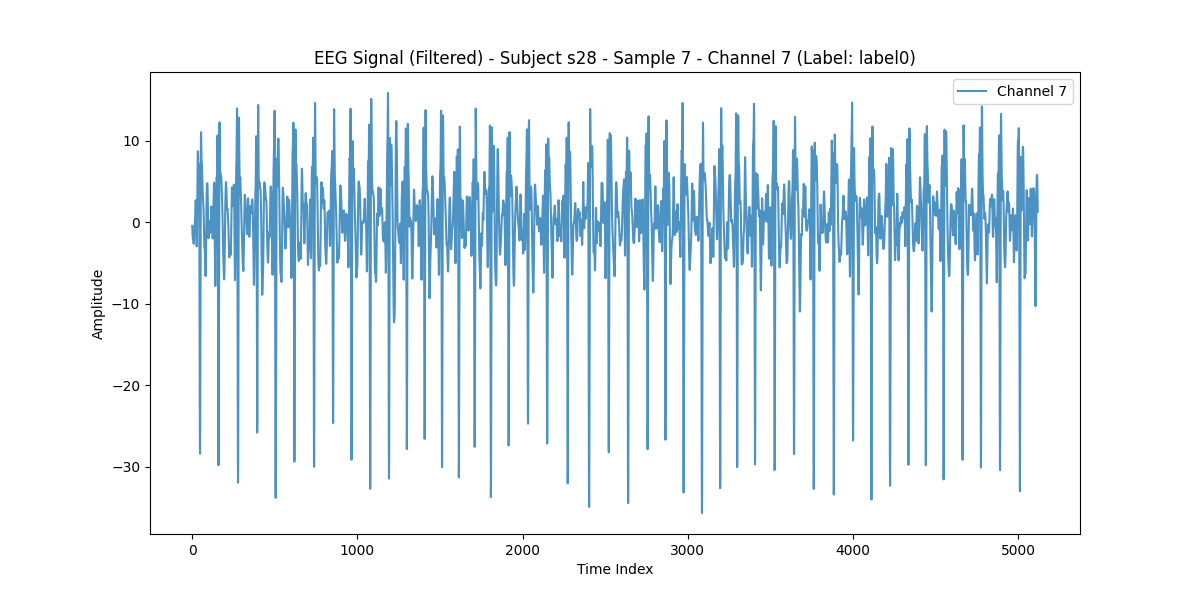 EEG Signal (Filtered) - Subject s28 - Sample 7 - Channel 7 (Label: label0)
Channel 7
Amplitude
10
0
−10
−20
−30
0 1000 2000 3000 4000 5000
Time Index